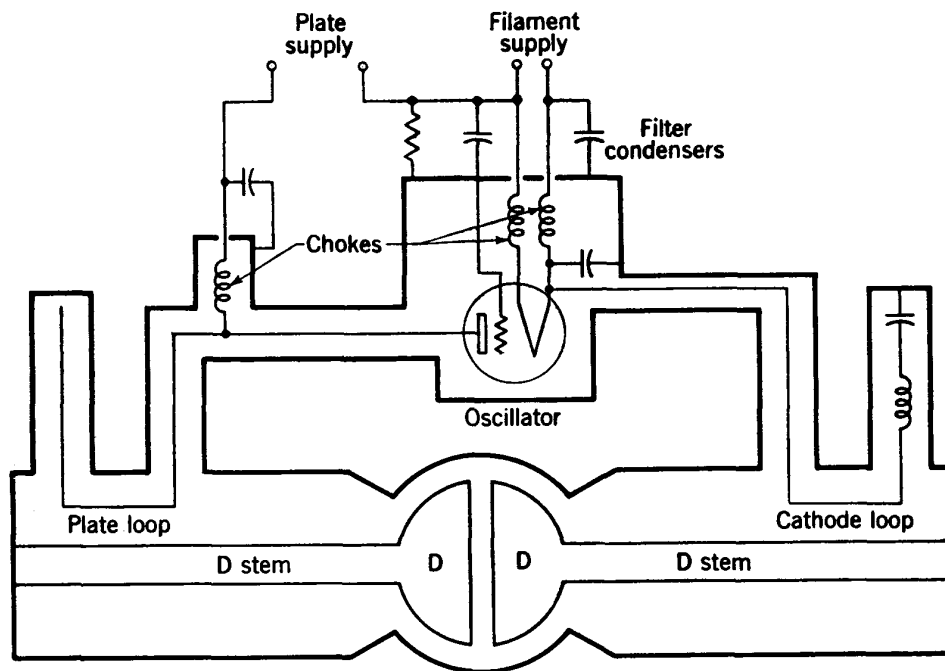 Plate
supply
Filament
supply
Filter
condensers
Chokes
Oscillator
Plate loop
Cathode loop
D stem
D
D
D stem